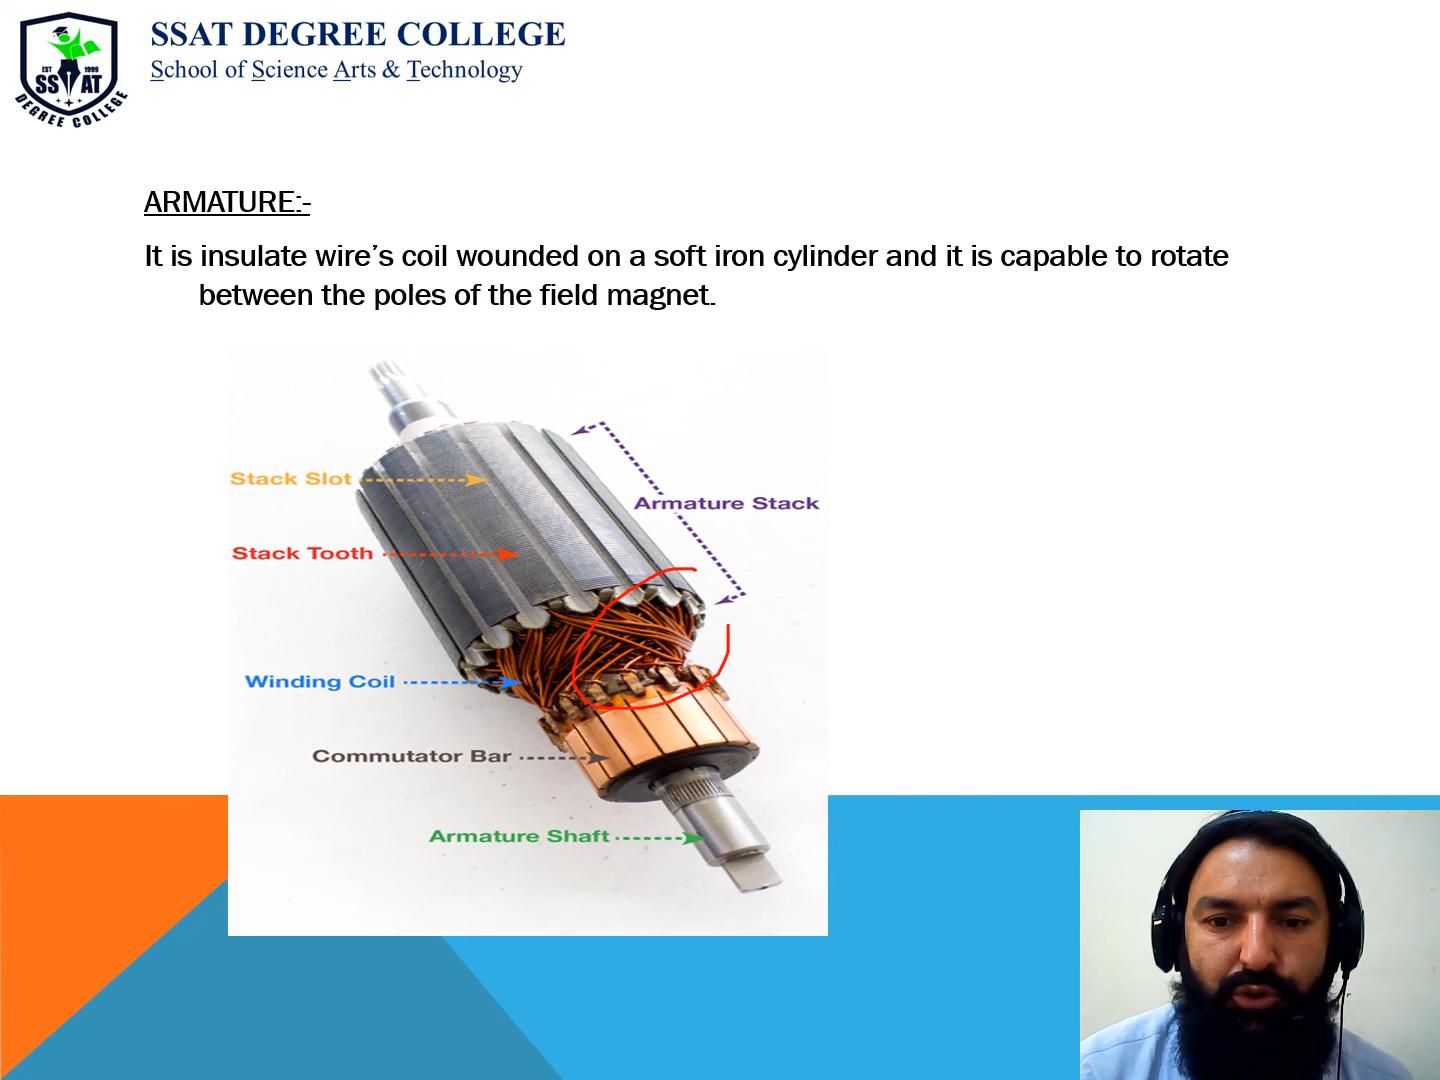 SSAT DEGREE COLLEGE
School of Science Arts & Technology
EST 1999
SSAT
DEGREE COLLEGE
ARMATURE:-
It is insulate wire’s coil wounded on a soft iron cylinder and it is capable to rotate
between the poles of the field magnet.
Stack Slot
Armature Stack
Stack Tooth
Winding Coil
Commutator Bar
Armature Shaft